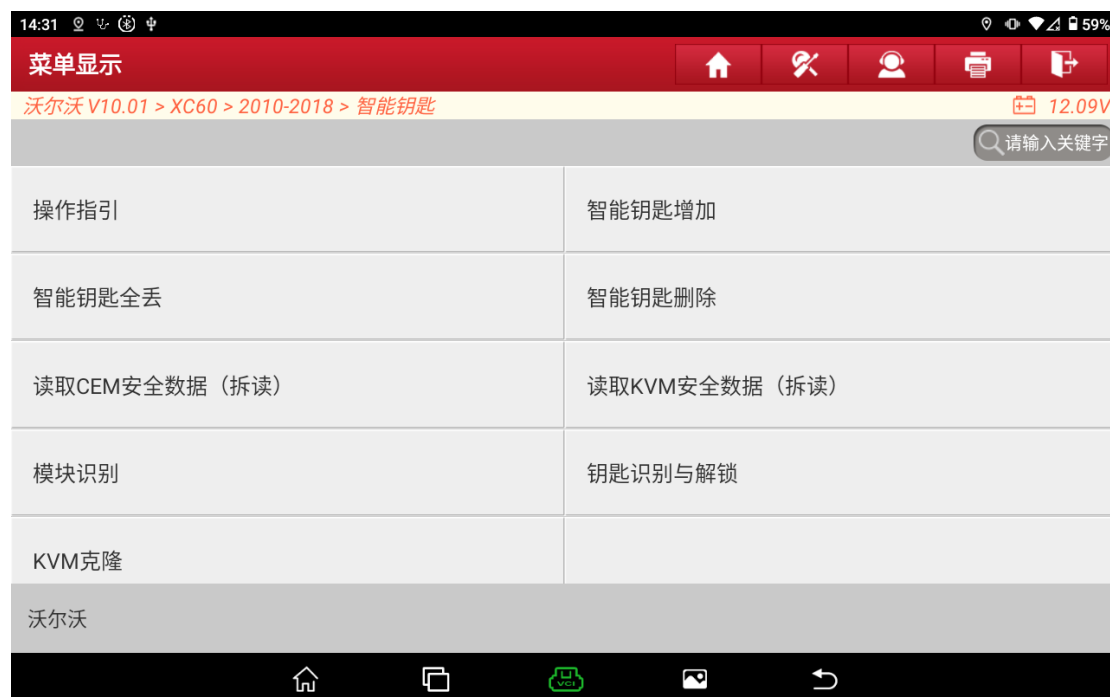 14:31 59%
菜单显示
沃尔沃 V10.01 > XC60 > 2010-2018 > 智能钥匙 12.09V
请输入关键字
操作指引 智能钥匙增加
智能钥匙全丢 智能钥匙删除
读取CEM安全数据（拆读） 读取KVM安全数据（拆读）
模块识别 钥匙识别与解锁
KVM克隆
沃尔沃
VCI